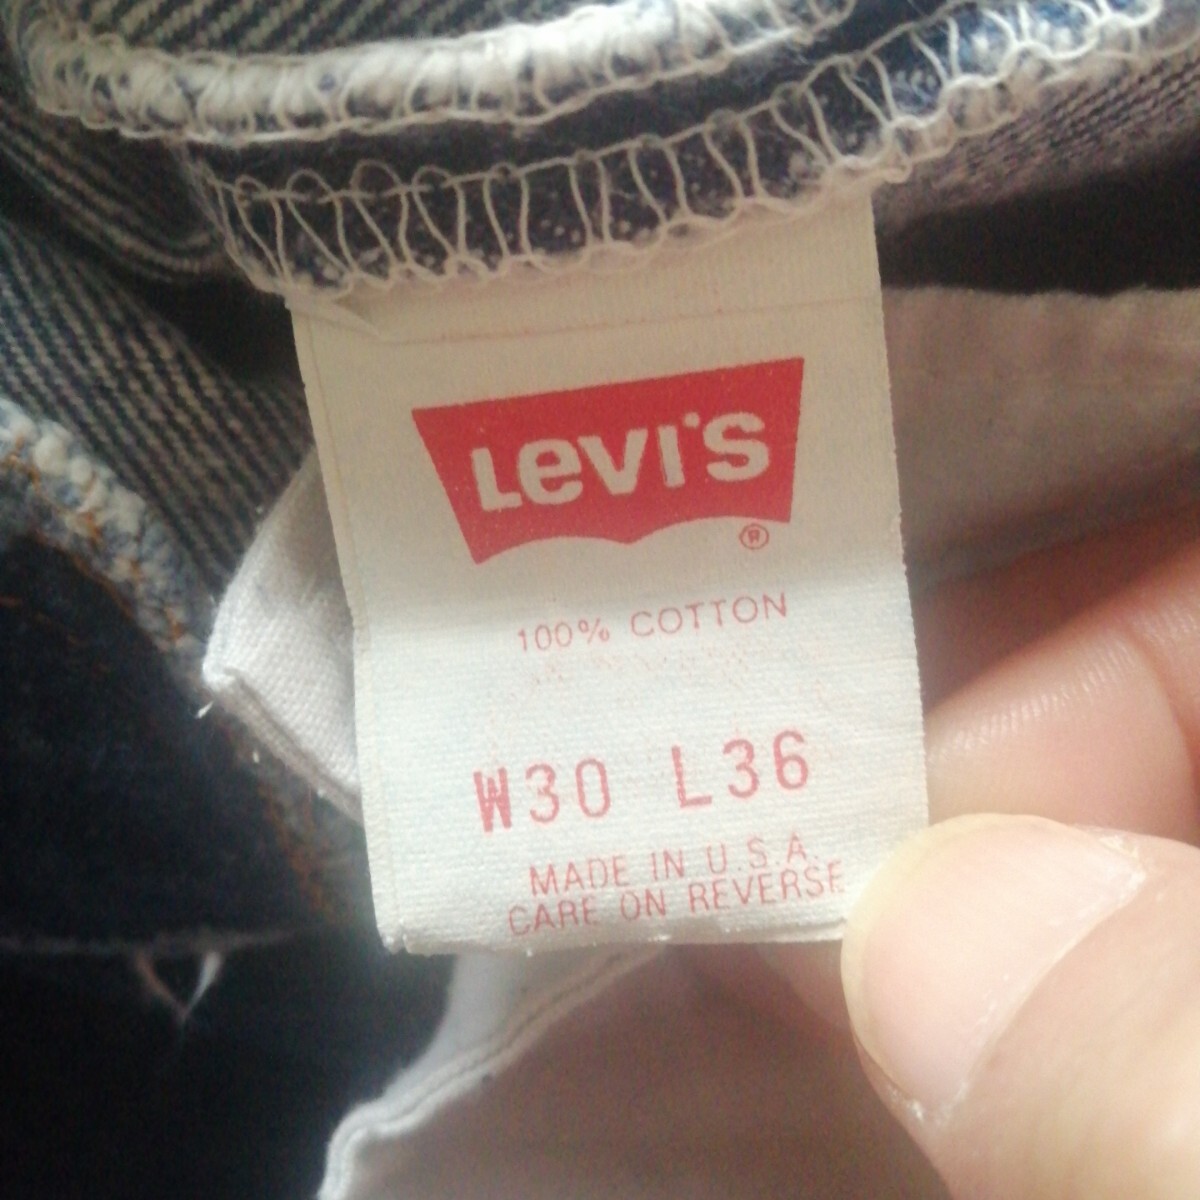 Levi's
®
100% COTTON
W30 L36
MADE IN U.S.A.
CARE ON REVERSE